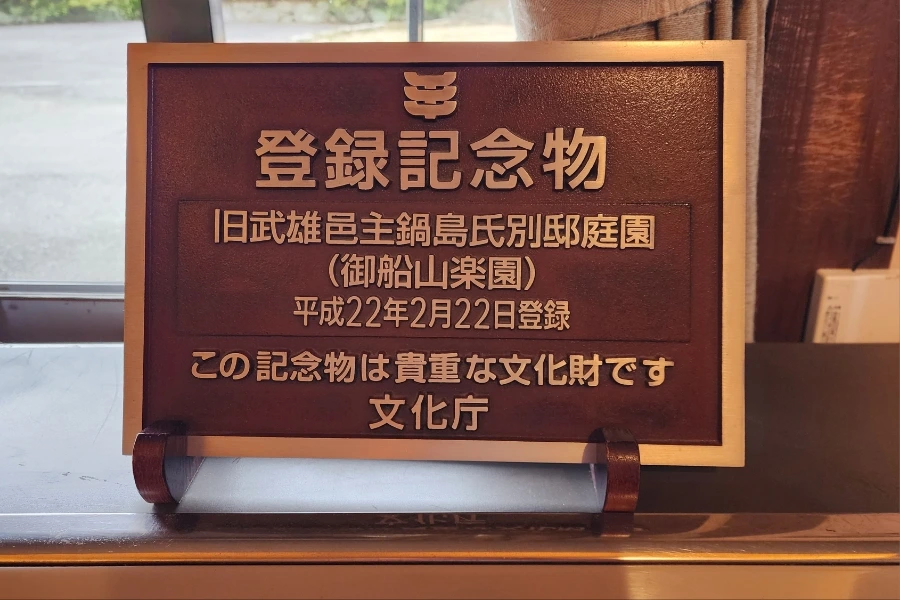 登録記念物
旧武雄邑主鍋島氏別邸庭園
(御船山楽園)
平成22年2月22日登録
この記念物は貴重な文化財です
文化庁